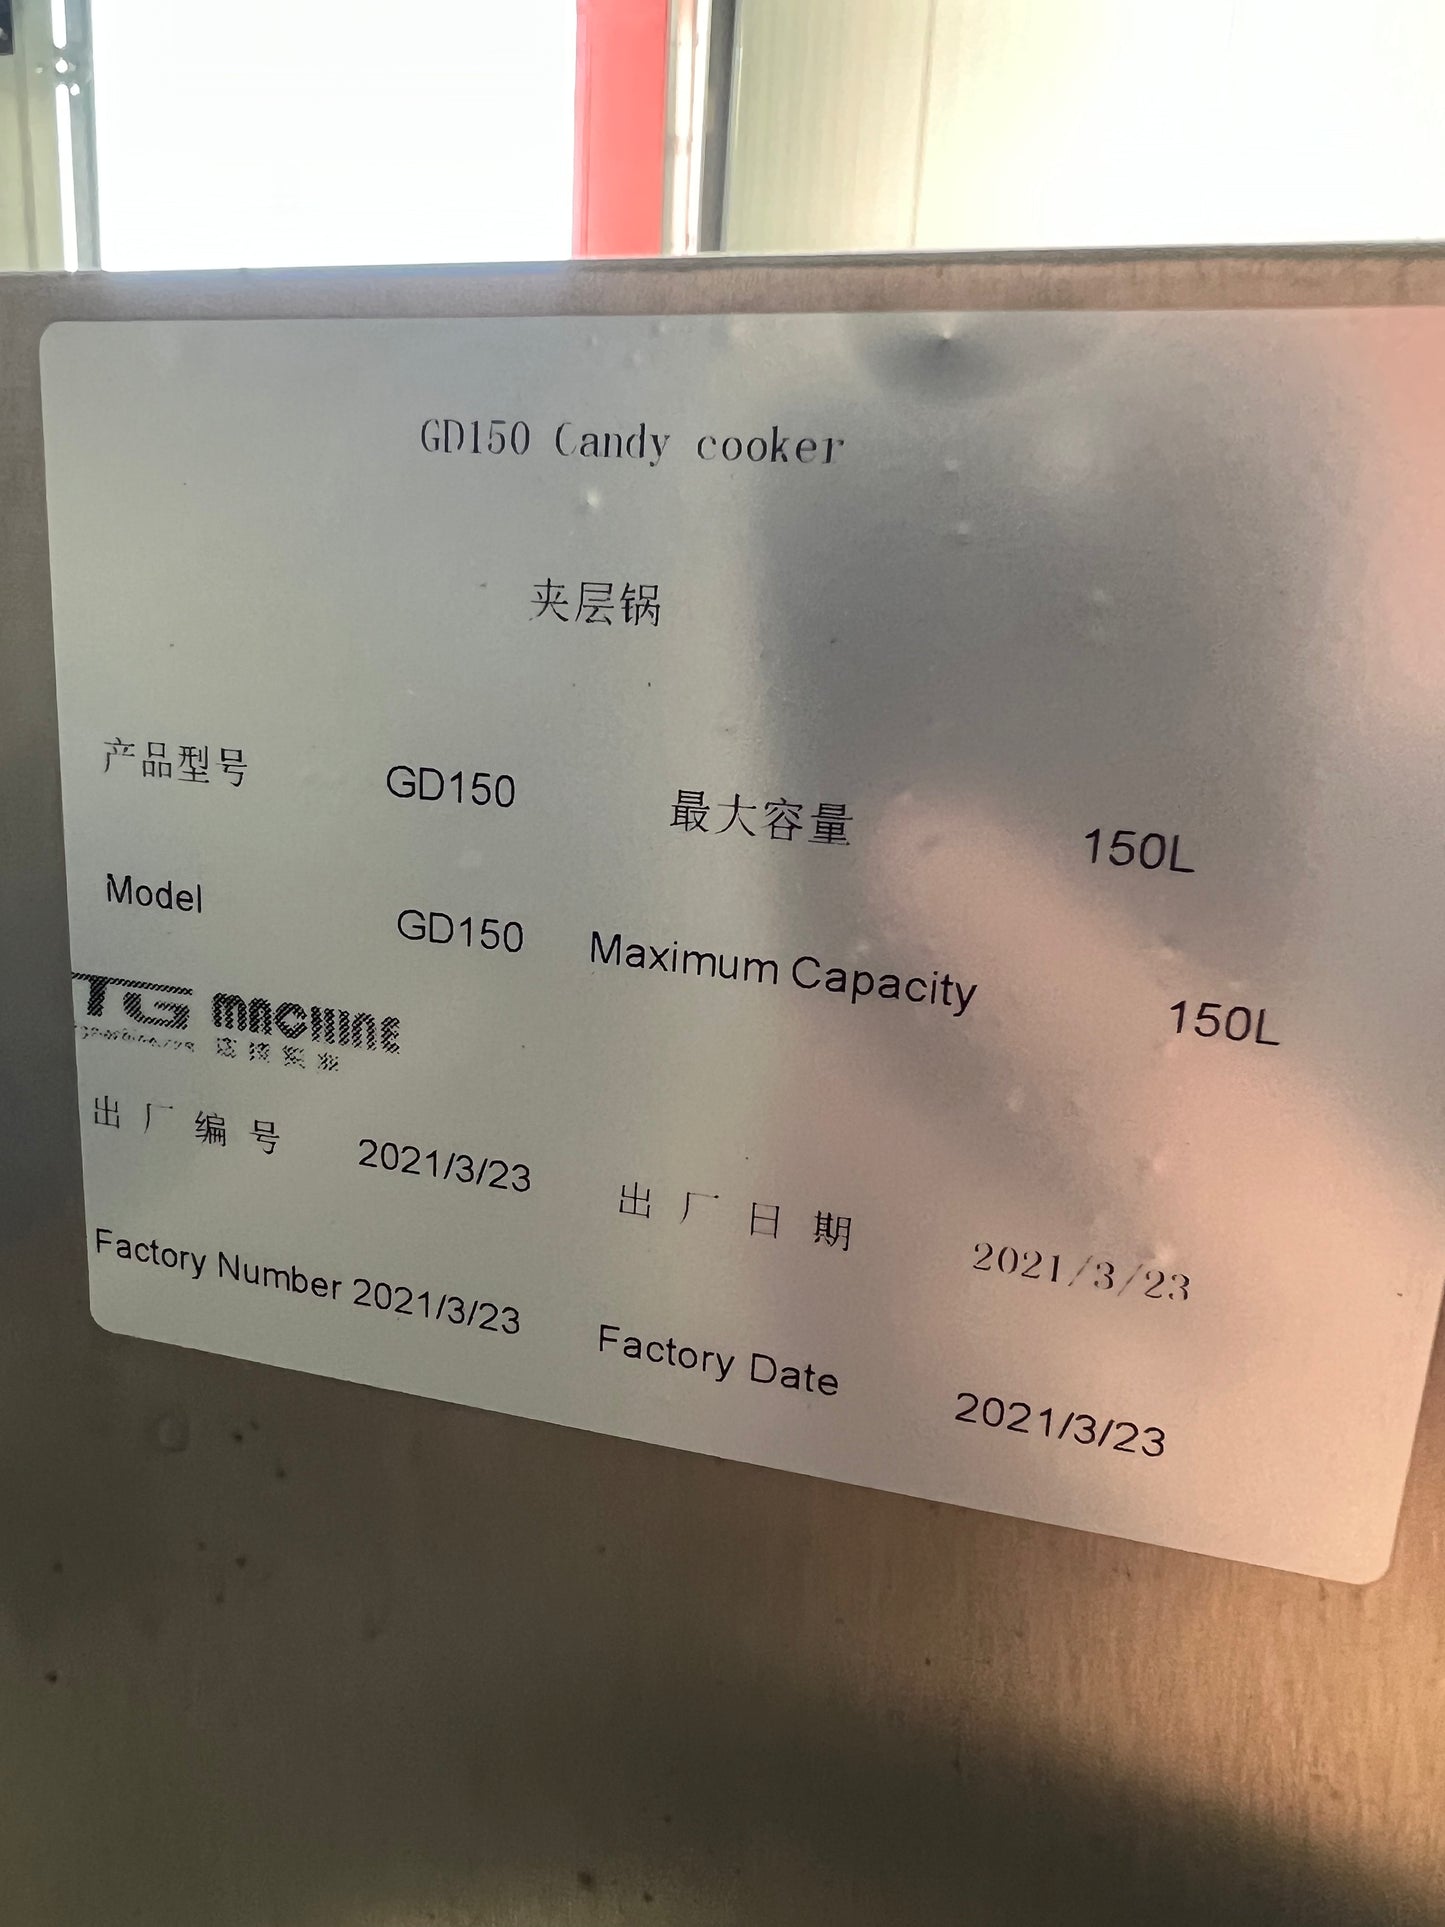 GD150 Candy cooker
夹层锅
产品型号 GD150 最大容量 150L
Model GD150 Maximum Capacity 150L
TG MACHINE
出厂编号 2021/3/23 出厂日期 2021/3/23
Factory Number 2021/3/23 Factory Date 2021/3/23